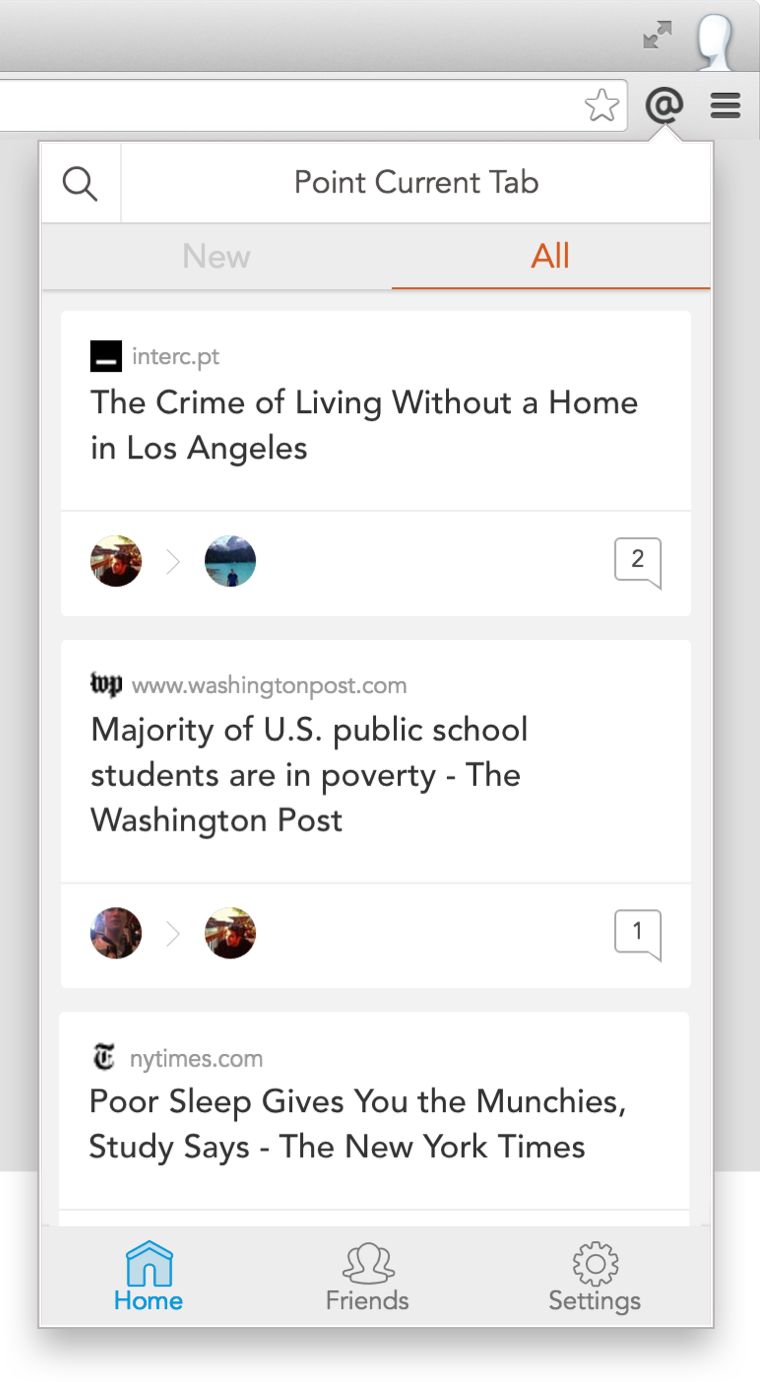 @
Point Current Tab
New
All
interc.pt
The Crime of Living Without a Home
in Los Angeles
2
wp www.washingtonpost.com
Majority of U.S. public school
students are in poverty - The
Washington Post
1
T nytimes.com
Poor Sleep Gives You the Munchies,
Study Says - The New York Times
Home
Friends
Settings